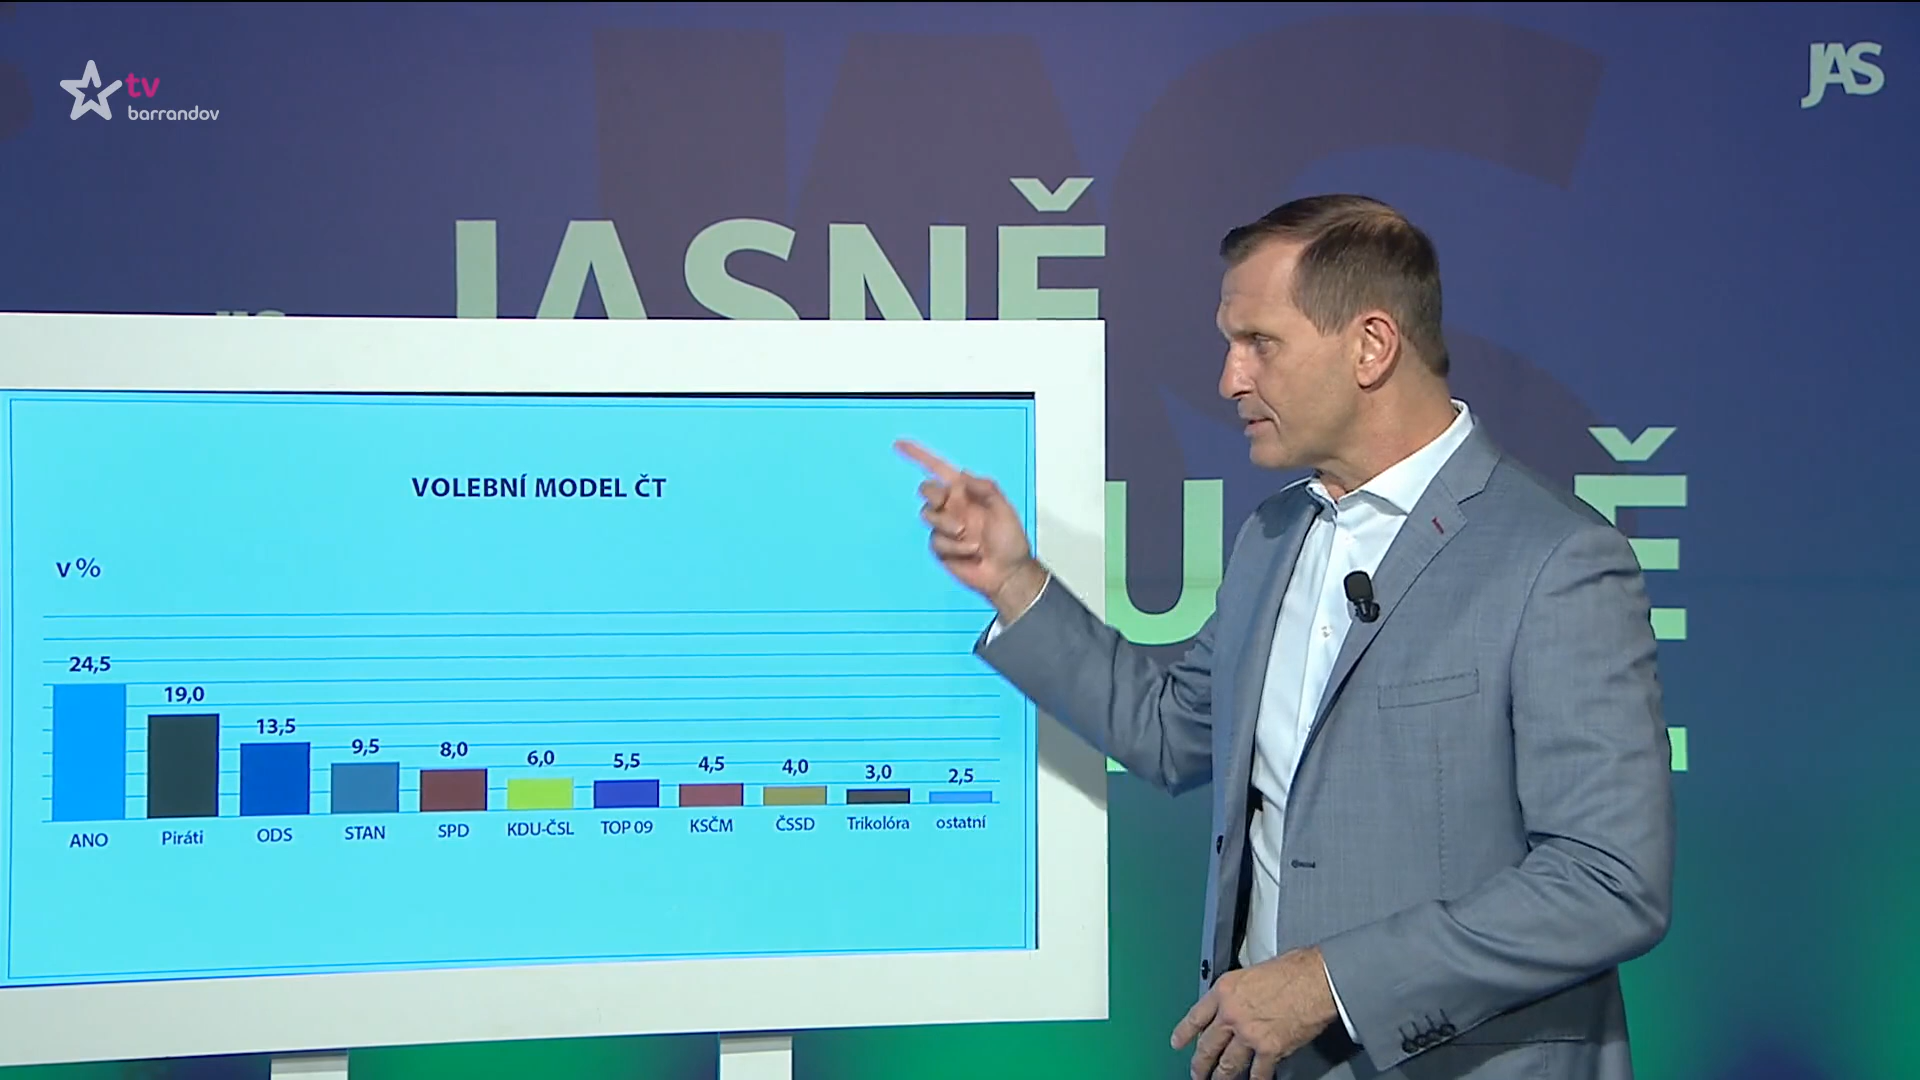 tv
barrandov
JAS
JASNĚ
VOLEBNÍ MODEL ČT
v %
24,5
19,0
13,5
9,5
8,0
6,0
5,5
4,5
4,0
3,0
2,5
ANO
Piráti
ODS
STAN
SPD
KDU-ČSL
TOP 09
KSČM
ČSSD
Trikolóra
ostatní